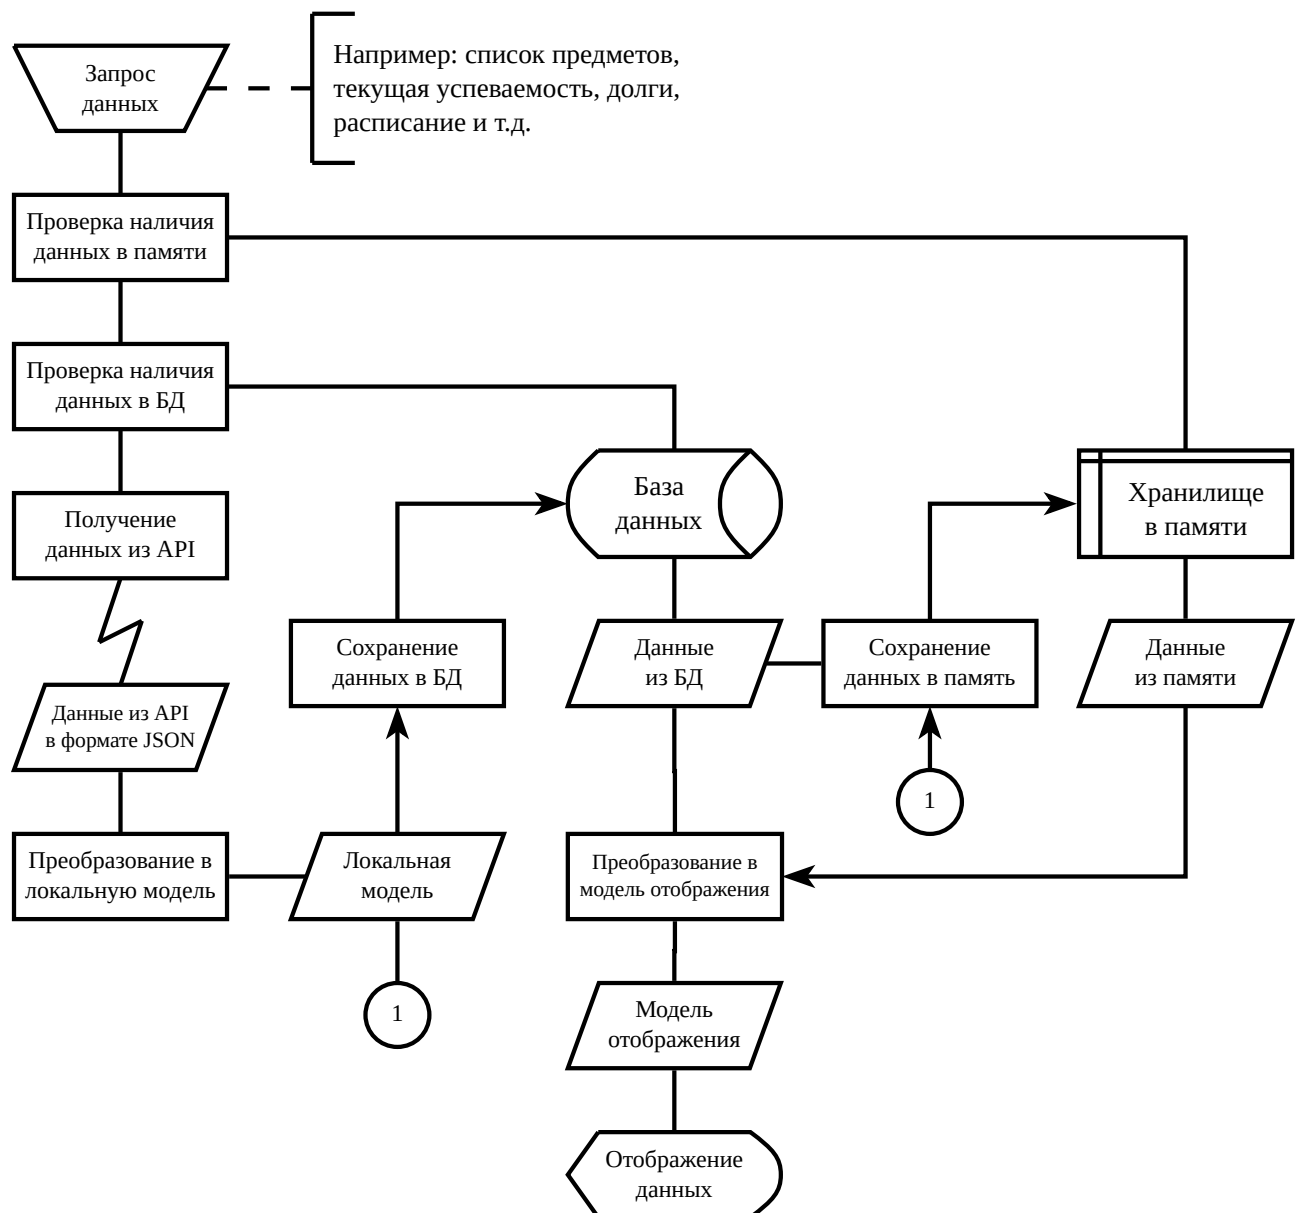 Запрос
данных
Например: список предметов,
текущая успеваемость, долги,
расписание и т.д.
Проверка наличия
данных в памяти
Проверка наличия
данных в БД
Получение
данных из API
База
данных
Хранилище
в памяти
Сохранение
данных в БД
Данные
из БД
Сохранение
данных в память
Данные
из памяти
Данные из API
в формате JSON
1
Преобразование в
локальную модель
Локальная
модель
Преобразование в
модель отображения
1
Модель
отображения
Отображение
данных